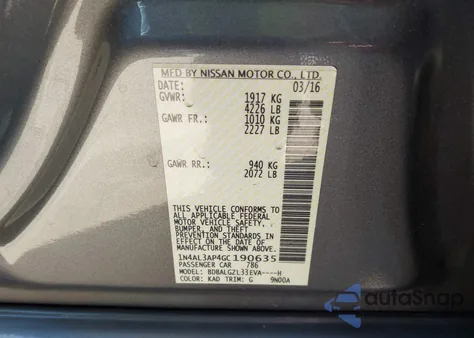 MFD BY NISSAN MOTOR CO., LTD.
DATE: 03/16
GVWR: 1917 KG
4226 LB
GAWR FR.: 1010 KG
2227 LB
GAWR RR.: 940 KG
2072 LB
THIS VEHICLE CONFORMS TO
ALL APPLICABLE FEDERAL
MOTOR VEHICLE SAFETY,
BUMPER, AND THEFT
PREVENTION STANDARDS IN
EFFECT ON THE DATE OF
MANUFACTURE SHOWN ABOVE.
1N4AL3AP4GC190635
PASSENGER CAR 786
MODEL: BDBALGZL33EVA----H
COLOR: KAD TRIM: G 9N00A
autoSnap